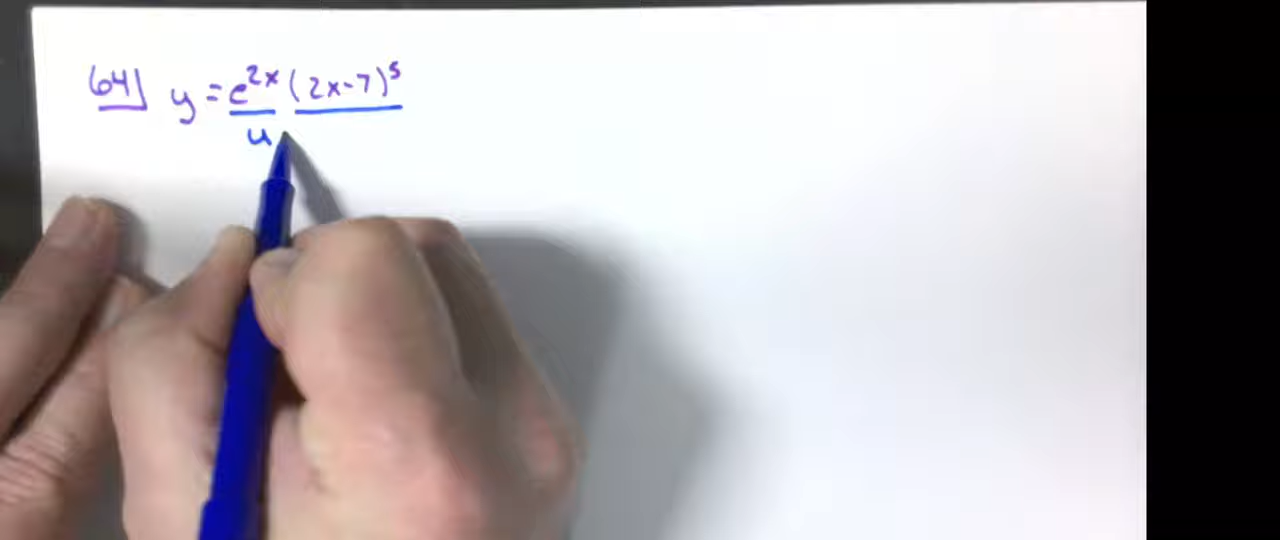 64] y = e^{2x} (2x-7)^5
u